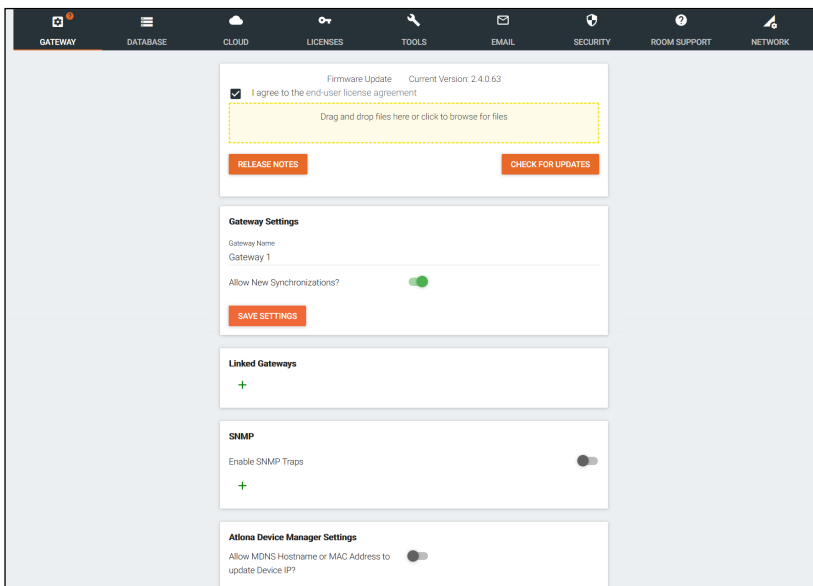 GATEWAY DATABASE CLOUD LICENSES TOOLS EMAIL SECURITY ROOM SUPPORT NETWORK
Firmware Update Current Version: 2.4.0.63
I agree to the end-user license agreement
Drag and drop files here or click to browse for files
RELEASE NOTES CHECK FOR UPDATES
Gateway Settings
Gateway Name
Gateway 1
Allow New Synchronizations?
SAVE SETTINGS
Linked Gateways
+
SNMP
Enable SNMP Traps
+
Atlona Device Manager Settings
Allow MDNS Hostname or MAC Address to
update Device IP?